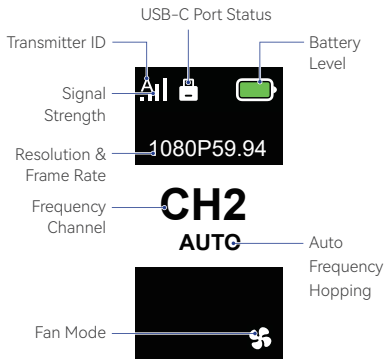 USB-C Port Status
Transmitter ID
Battery
Level
A
Signal
Strength
1080P59.94
Resolution &
Frame Rate
Frequency
Channel
CH2
AUTO
Auto
Frequency
Hopping
Fan Mode